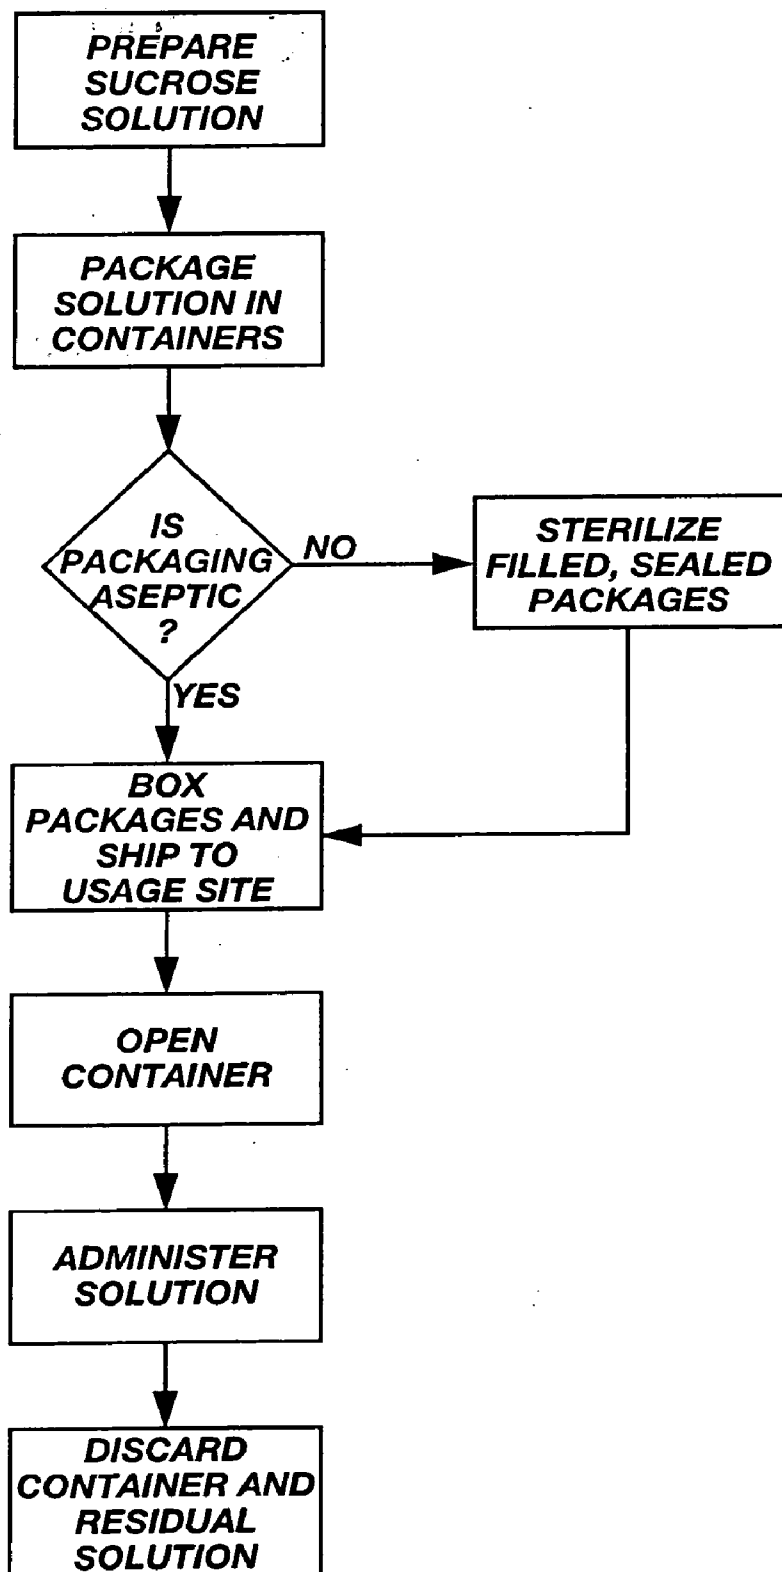 PREPARE
SUCROSE
SOLUTION
PACKAGE
SOLUTION IN
CONTAINERS
IS
PACKAGING
ASEPTIC
?
NO
STERILIZE
FILLED, SEALED
PACKAGES
YES
BOX
PACKAGES AND
SHIP TO
USAGE SITE
OPEN
CONTAINER
ADMINISTER
SOLUTION
DISCARD
CONTAINER AND
RESIDUAL
SOLUTION